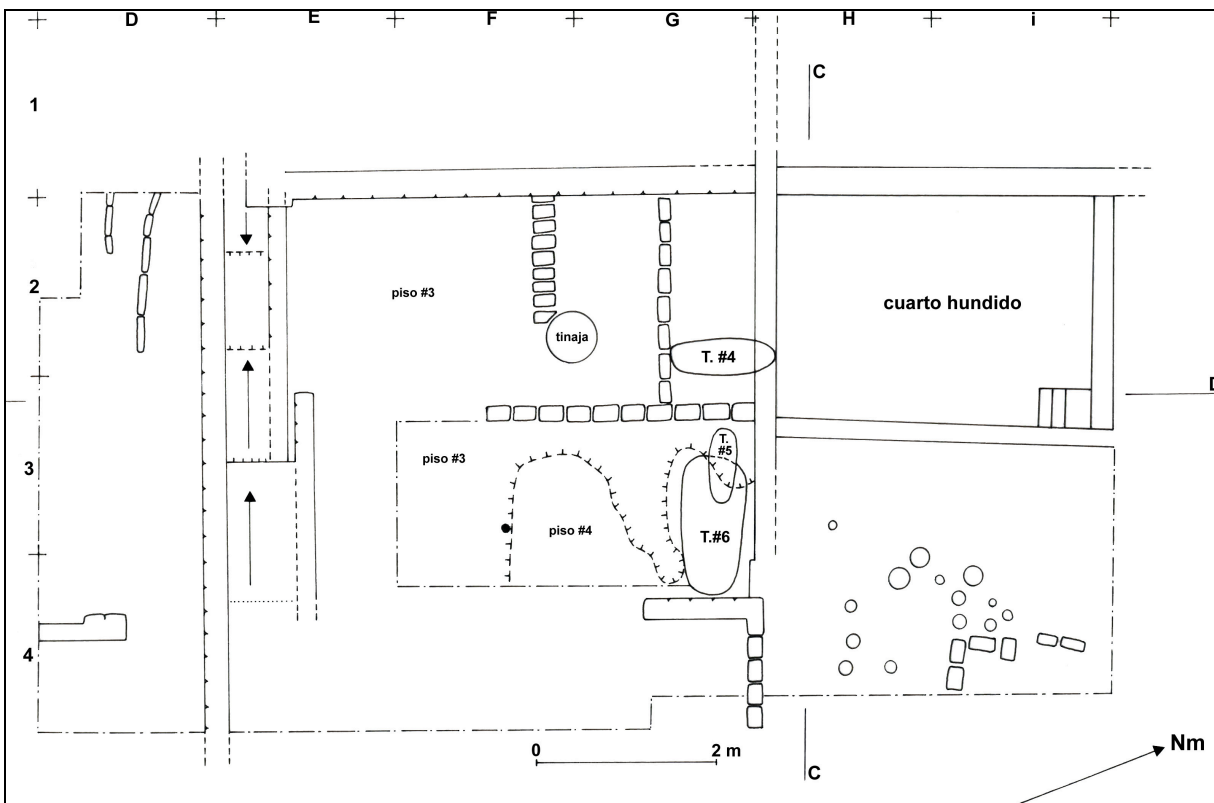 D E F G H i
1
C
2
piso #3
cuarto hundido
tinaja
T. #4
D
3
piso #3
T.
#5
piso #4
T.#6
4
0 2 m
Nm
C